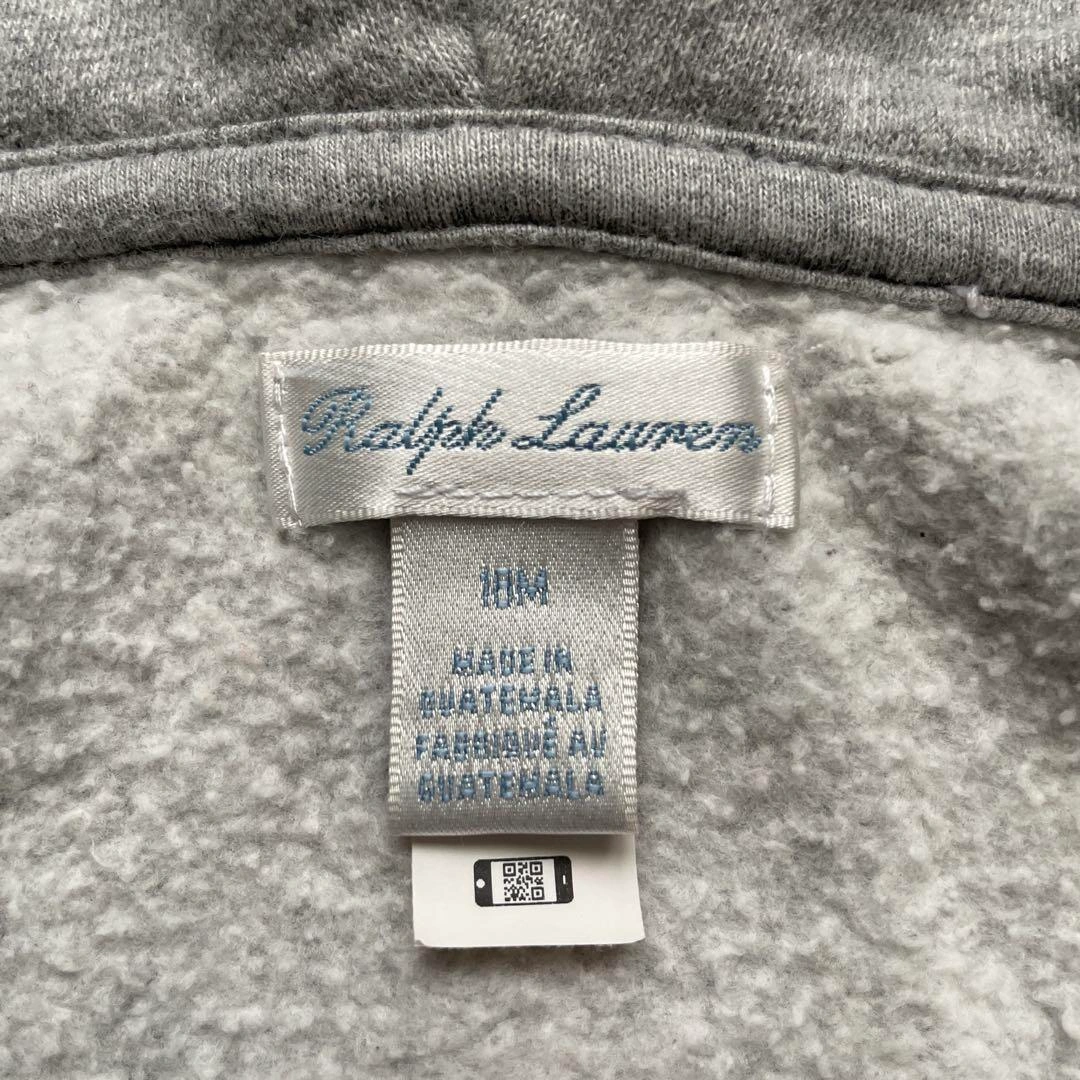 Ralph Lauren
18M
MADE IN
GUATEMALA
FABRIQUÉ AU
GUATEMALA